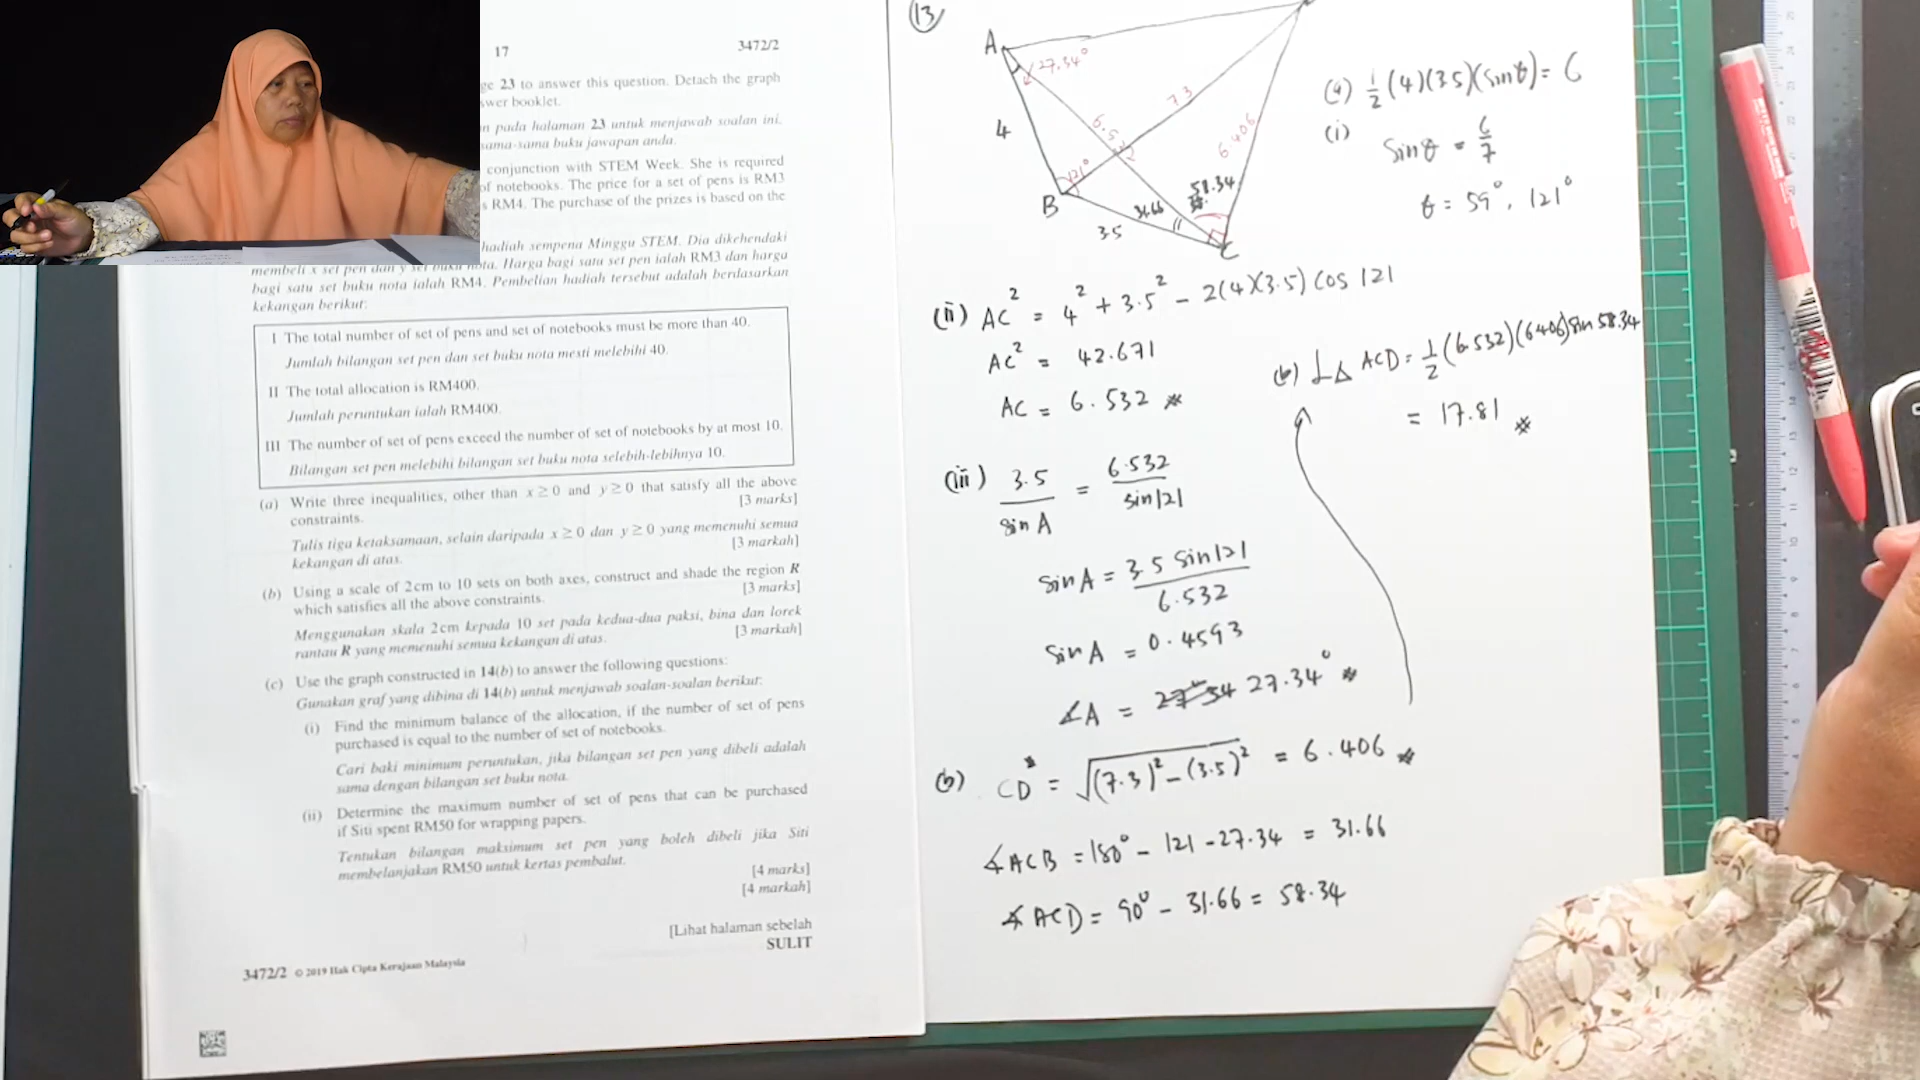 17
3472/2
ge 23 to answer this question. Detach the graph
swer booklet.
n pada halaman 23 untuk menjawab soalan ini.
sama-sama buku jawapan anda.
conjunction with STEM Week. She is required
of notebooks. The price for a set of pens is RM3
s RM4. The purchase of the prizes is based on the
hadiah sempena Minggu STEM. Dia dikehendaki
membeli x set pen dan y set buku nota. Harga bagi satu set pen ialah RM3 dan harga
bagi satu set buku nota ialah RM4. Pembelian hadiah tersebut adalah berdasarkan
kekangan berikut:
I The total number of set of pens and set of notebooks must be more than 40.
Jumlah bilangan set pen dan set buku nota mesti melebihi 40.
II The total allocation is RM400.
Jumlah peruntukan ialah RM400.
III The number of set of pens exceed the number of set of notebooks by at most 10.
Bilangan set pen melebihi bilangan set buku nota selebih-lebihnya 10.
(a) Write three inequalities, other than x ≥ 0 and y ≥ 0 that satisfy all the above
constraints. [3 marks]
Tulis tiga ketaksamaan, selain daripada x ≥ 0 dan y ≥ 0 yang memenuhi semua
kekangan di atas. [3 markah]
(b) Using a scale of 2cm to 10 sets on both axes, construct and shade the region R
which satisfies all the above constraints. [3 marks]
Menggunakan skala 2cm kepada 10 set pada kedua-dua paksi, bina dan lorek
rantau R yang memenuhi semua kekangan di atas. [3 markah]
(c) Use the graph constructed in 14(b) to answer the following questions:
Gunakan graf yang dibina di 14(b) untuk menjawab soalan-soalan berikut:
(i) Find the minimum balance of the allocation, if the number of set of pens
purchased is equal to the number of set of notebooks.
Cari baki minimum peruntukan, jika bilangan set pen yang dibeli adalah
sama dengan bilangan set buku nota.
(ii) Determine the maximum number of set of pens that can be purchased
if Siti spent RM50 for wrapping papers.
Tentukan bilangan maksimum set pen yang boleh dibeli jika Siti
membelanjakan RM50 untuk kertas pembalut.
[4 marks]
[4 markah]
[Lihat halaman sebelah
SULIT
3472/2 © 2019 Hak Cipta Kerajaan Malaysia
13
A
27.34°
4
7.3
6.406
121°
B
58.34
31.66
3.5
C
(a) 1/2 (4)(3.5)(sin θ) = 6
(i) sin θ = 6/7
θ = 59°, 121°
(ii) AC² = 4² + 3.5² - 2(4)(3.5) cos 121
AC² = 42.671
AC = 6.532
(iii) 3.5/sin A = 6.532/sin 121
sin A = 3.5 sin 121/6.532
sin A = 0.4593
∡A = 27.34°
(b) CD = √(7.3)² - (3.5)² = 6.406
∡ACB = 180° - 121 - 27.34 = 31.66
∡ACD = 90° - 31.66 = 58.34
(b) L△ ACD = 1/2 (6.532)(6.406) sin 58.34
= 17.81